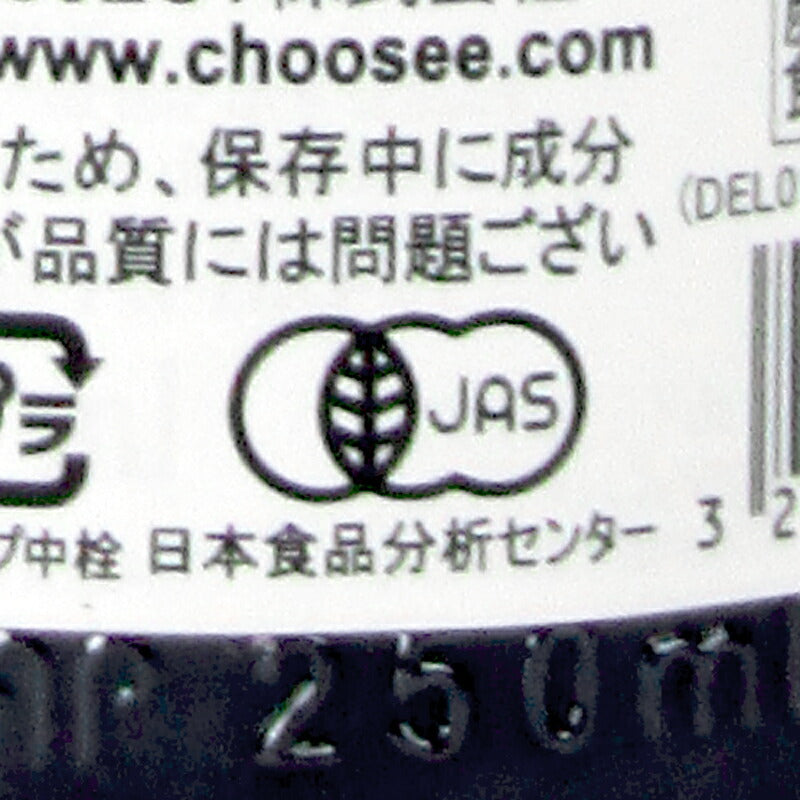 www.choosee.com
ため、保存中に成分
が品質には問題ござい
(DEL0
JAS
プラ
プ中栓 日本食品分析センター
3 2
250m